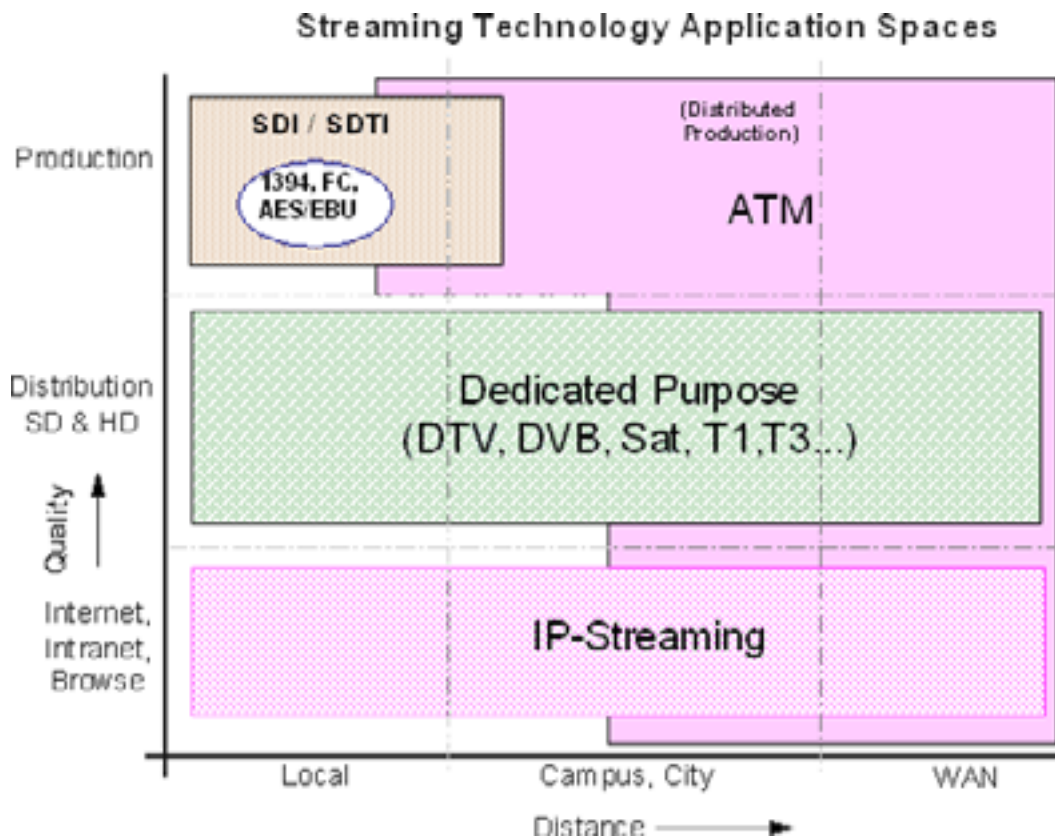 Streaming Technology Application Spaces
Production
SDI / SDTI
1394, FC,
AES/EBU
(Distributed
Production)
ATM
Distribution
SD & HD
Dedicated Purpose
(DTV, DVB, Sat, T1,T3...)
Quality
Internet,
Intranet,
Browse
IP-Streaming
Local
Campus, City
WAN
Distance